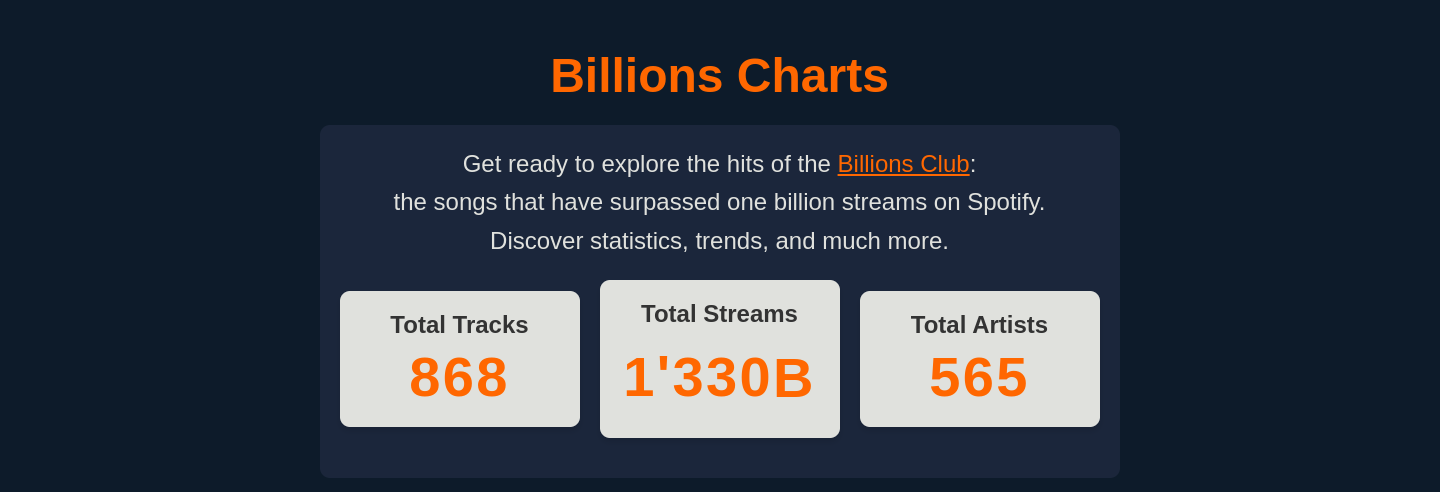 Billions Charts
Get ready to explore the hits of the Billions Club:
the songs that have surpassed one billion streams on Spotify.
Discover statistics, trends, and much more.
Total Tracks
868
Total Streams
1'330B
Total Artists
565